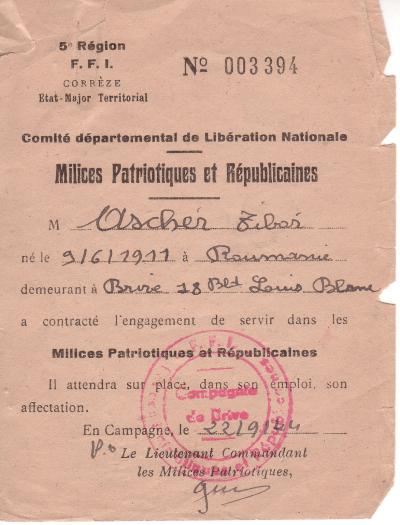 5e Région
F. F. I.
CORRÈZE
Etat-Major Territorial
No 003394
Comité départemental de Libération Nationale
Milices Patriotiques et Républicaines
M Ascher Tibor
né le 9/6/1911 à Roumanie
demeurant à Brive 18 Blt Louis Blanc
a contracté l'engagement de servir dans les
Milices Patriotiques et Républicaines
Il attendra sur place, dans son emploi, son
affectation.
F. F. I.
Compagnie
de Brive
En Campagne, le 22/9/44
P.o Le Lieutenant Commandant
les Milices Patriotiques,